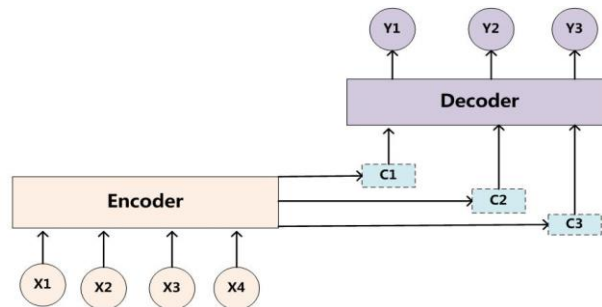 Y1 Y2 Y3
Decoder
C1
Encoder
C2
C3
X1 X2 X3 X4